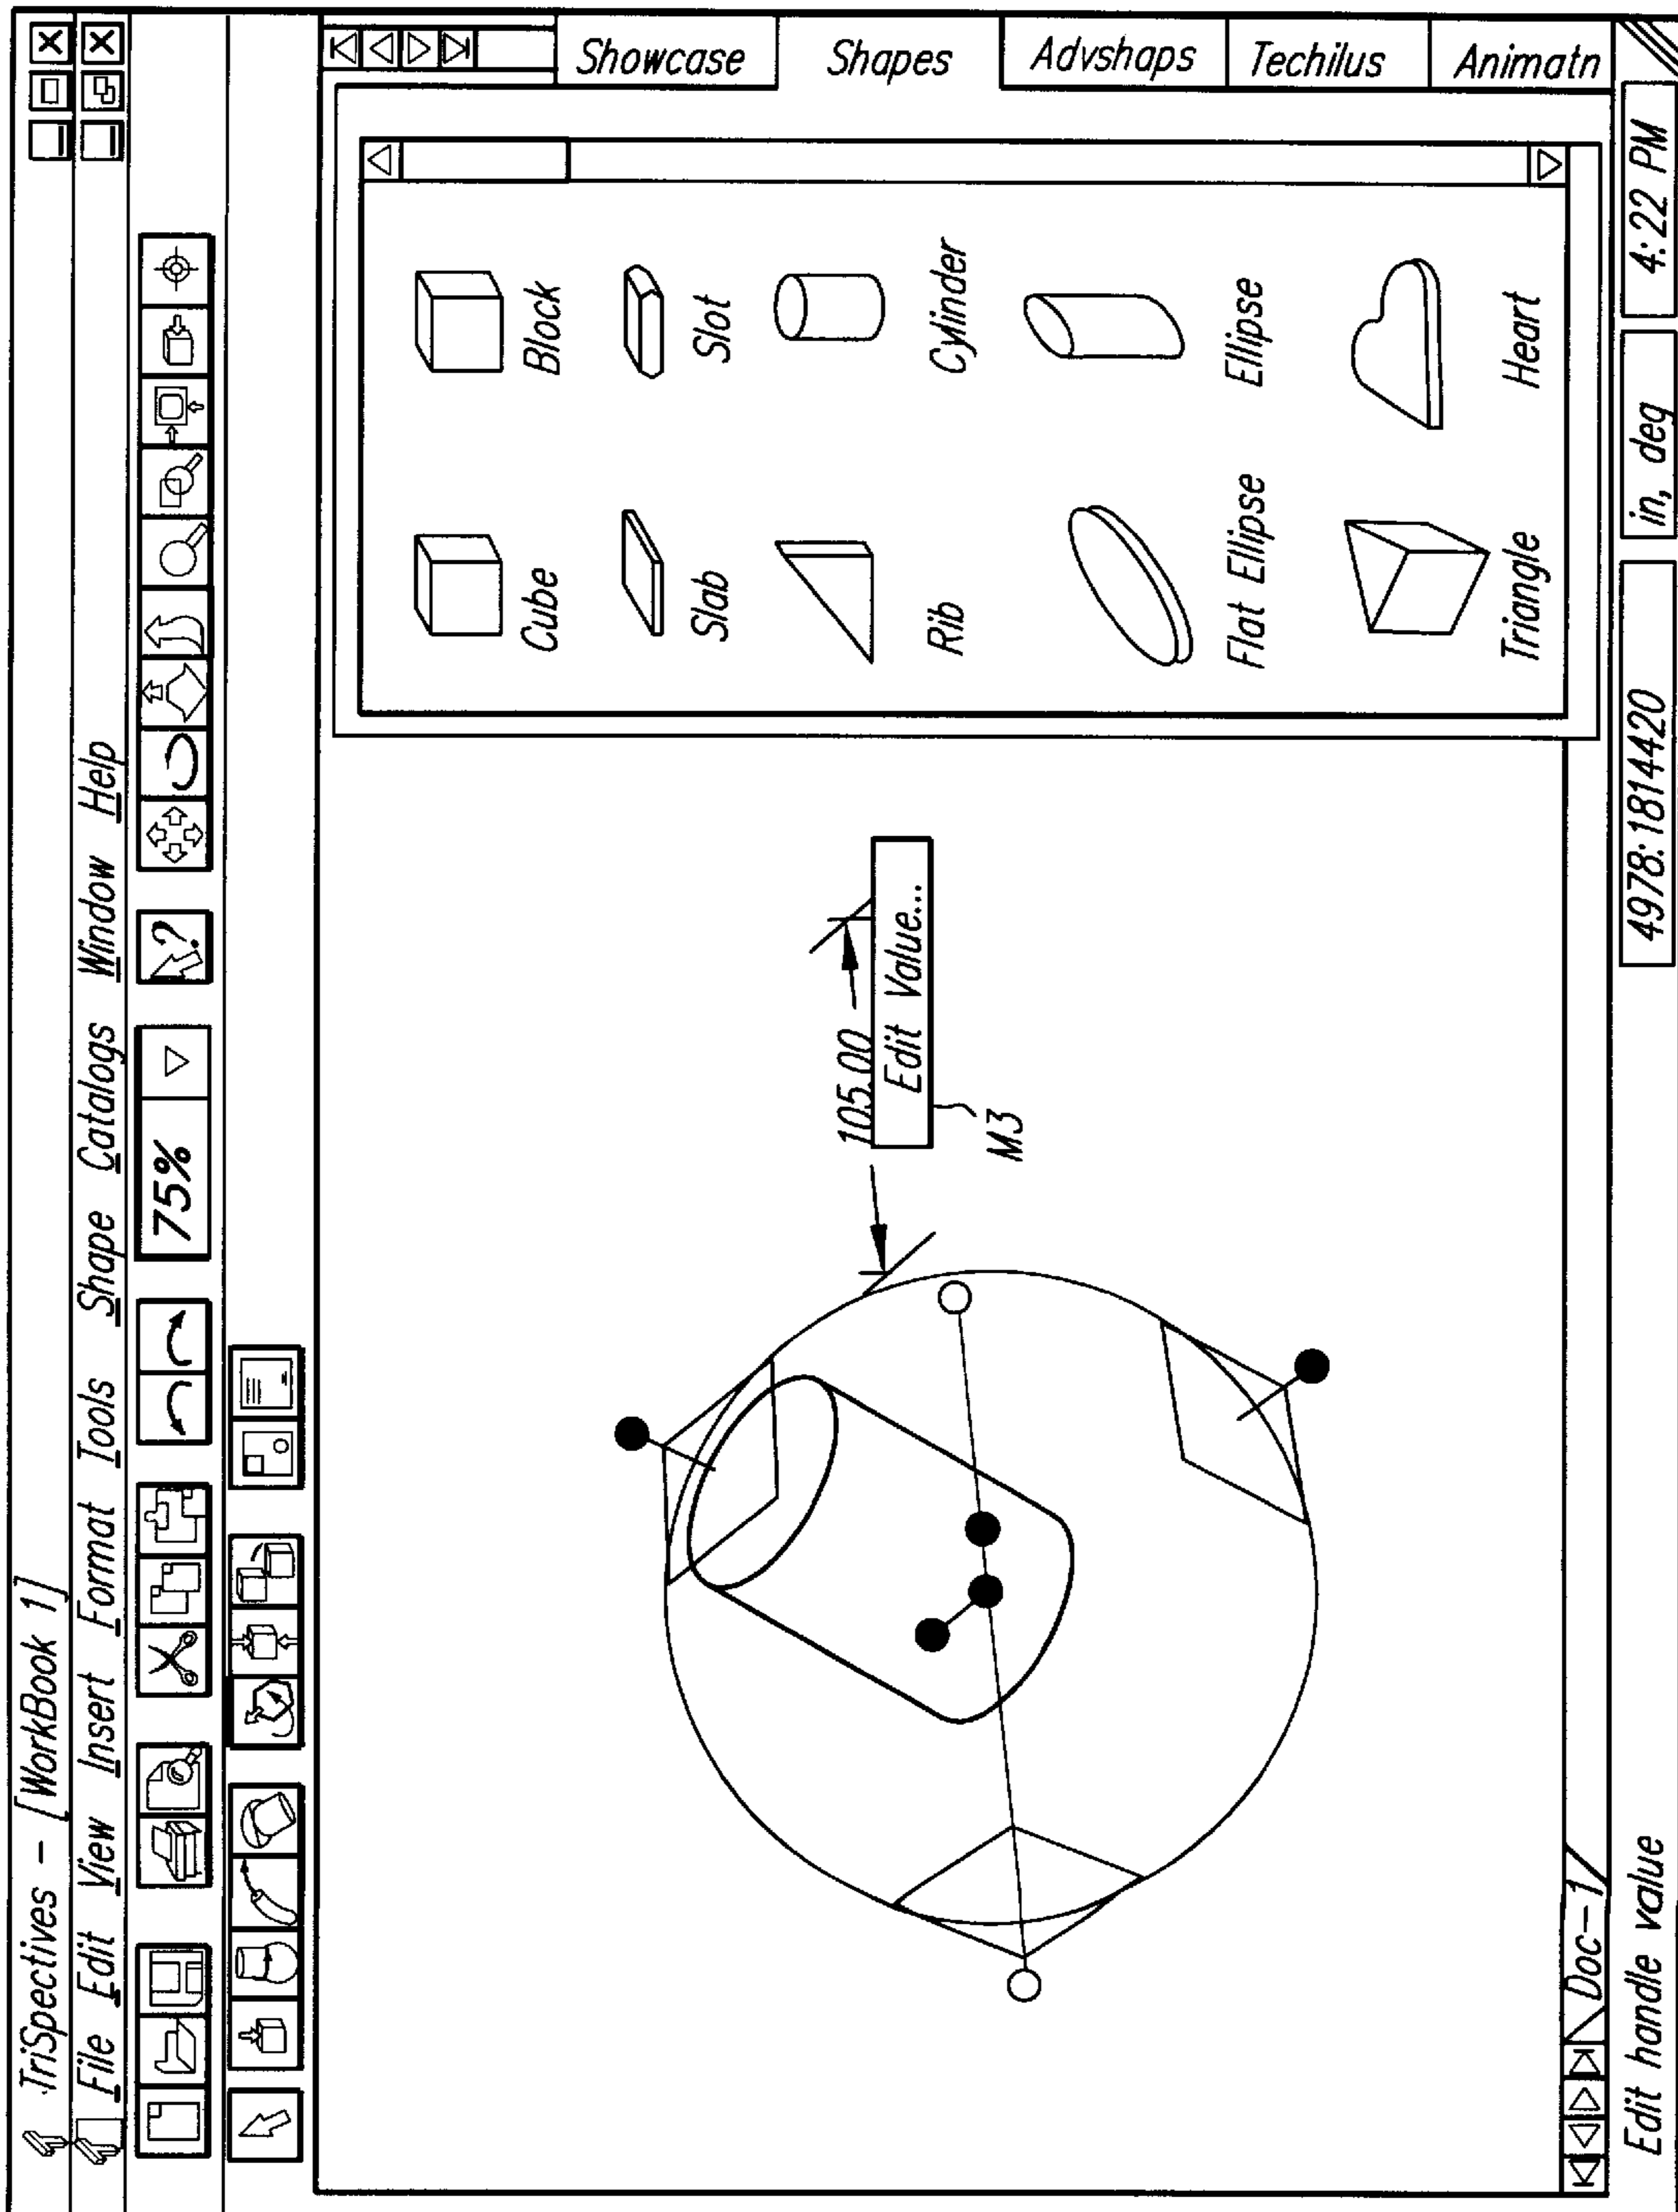 TriSpectives - [WorkBook 1]
File Edit View Insert Format Tools Shape Catalogs Window Help
75%
?
Showcase
Shapes
Advshaps
Techilus
Animatn
Cube Block
Slab Slot
Rib Cylinder
Flat Ellipse Ellipse
Triangle Heart
105.00
Edit Value...
M3
Doc-1
Edit handle value 4978:1814420 in, deg 4:22 PM